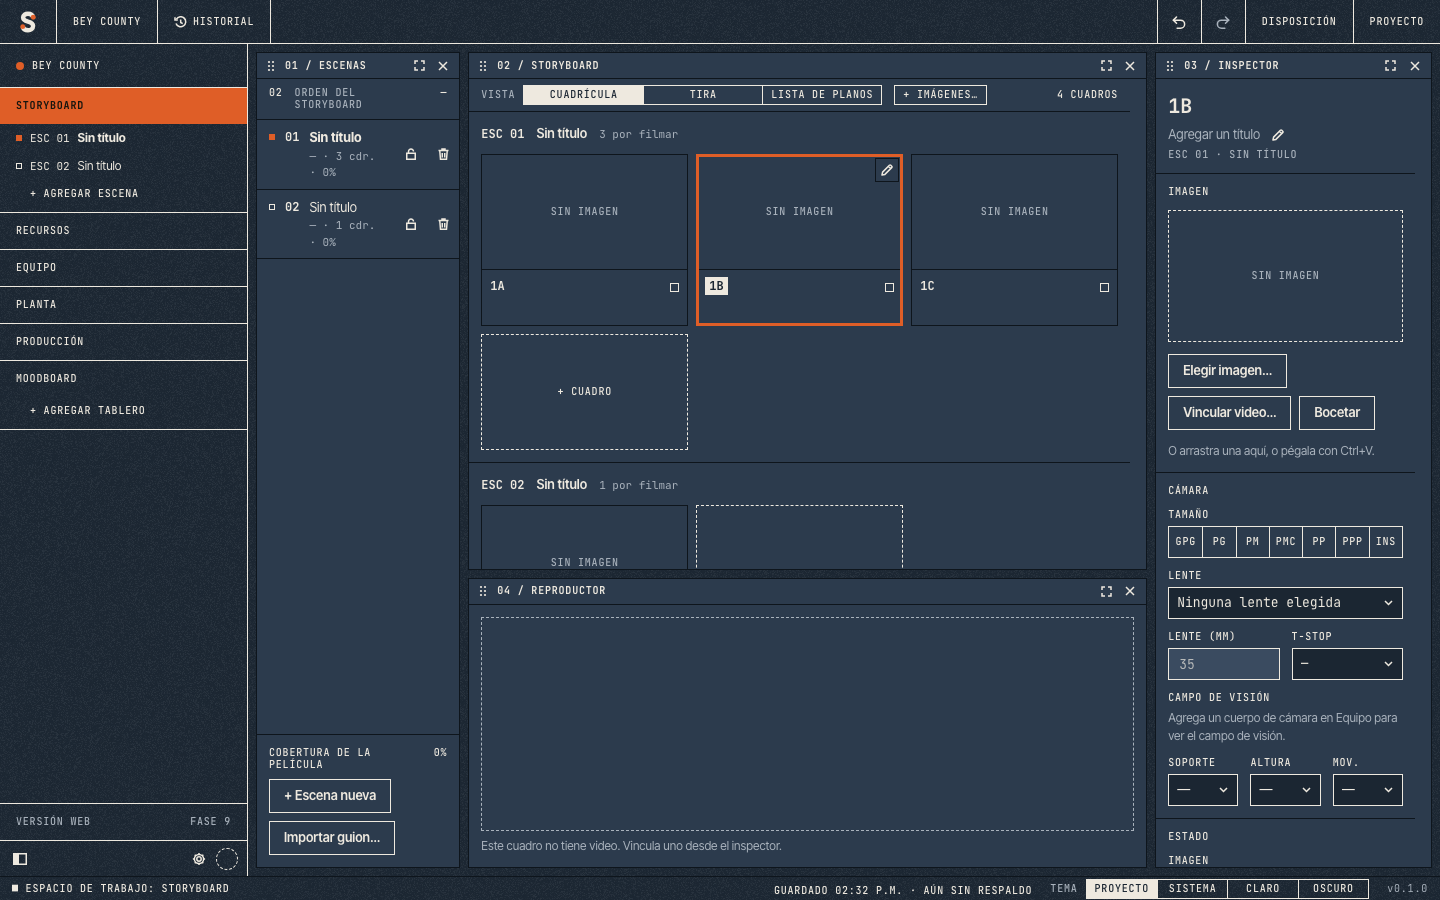 S
BEY COUNTY
HISTORIAL
DISPOSICIÓN
PROYECTO
BEY COUNTY
STORYBOARD
ESC 01 Sin título
ESC 02 Sin título
+ AGREGAR ESCENA
RECURSOS
EQUIPO
PLANTA
PRODUCCIÓN
MOODBOARD
+ AGREGAR TABLERO
VERSIÓN WEB
FASE 9
01 / ESCENAS
02 ORDEN DEL
STORYBOARD
—
01 Sin título
— · 3 cdr.
· 0%
02 Sin título
— · 1 cdr.
· 0%
COBERTURA DE LA
PELÍCULA
0%
+ Escena nueva
Importar guion…
02 / STORYBOARD
VISTA CUADRÍCULA TIRA LISTA DE PLANOS + IMÁGENES… 4 CUADROS
ESC 01 Sin título 3 por filmar
SIN IMAGEN SIN IMAGEN SIN IMAGEN
1A 1B 1C
+ CUADRO
ESC 02 Sin título 1 por filmar
SIN IMAGEN
04 / REPRODUCTOR
Este cuadro no tiene video. Vincula uno desde el inspector.
03 / INSPECTOR
1B
Agregar un título
ESC 01 · SIN TÍTULO
IMAGEN
SIN IMAGEN
Elegir imagen…
Vincular video… Bocetar
O arrastra una aquí, o pégala con Ctrl+V.
CÁMARA
TAMAÑO
GPG PG PM PMC PP PPP INS
LENTE
Ninguna lente elegida
LENTE (MM) T-STOP
35 —
CAMPO DE VISIÓN
Agrega un cuerpo de cámara en Equipo para
ver el campo de visión.
SOPORTE ALTURA MOV.
— — —
ESTADO
IMAGEN
ESPACIO DE TRABAJO: STORYBOARD
GUARDADO 02:32 P.M. · AÚN SIN RESPALDO
TEMA PROYECTO SISTEMA CLARO OSCURO
v0.1.0